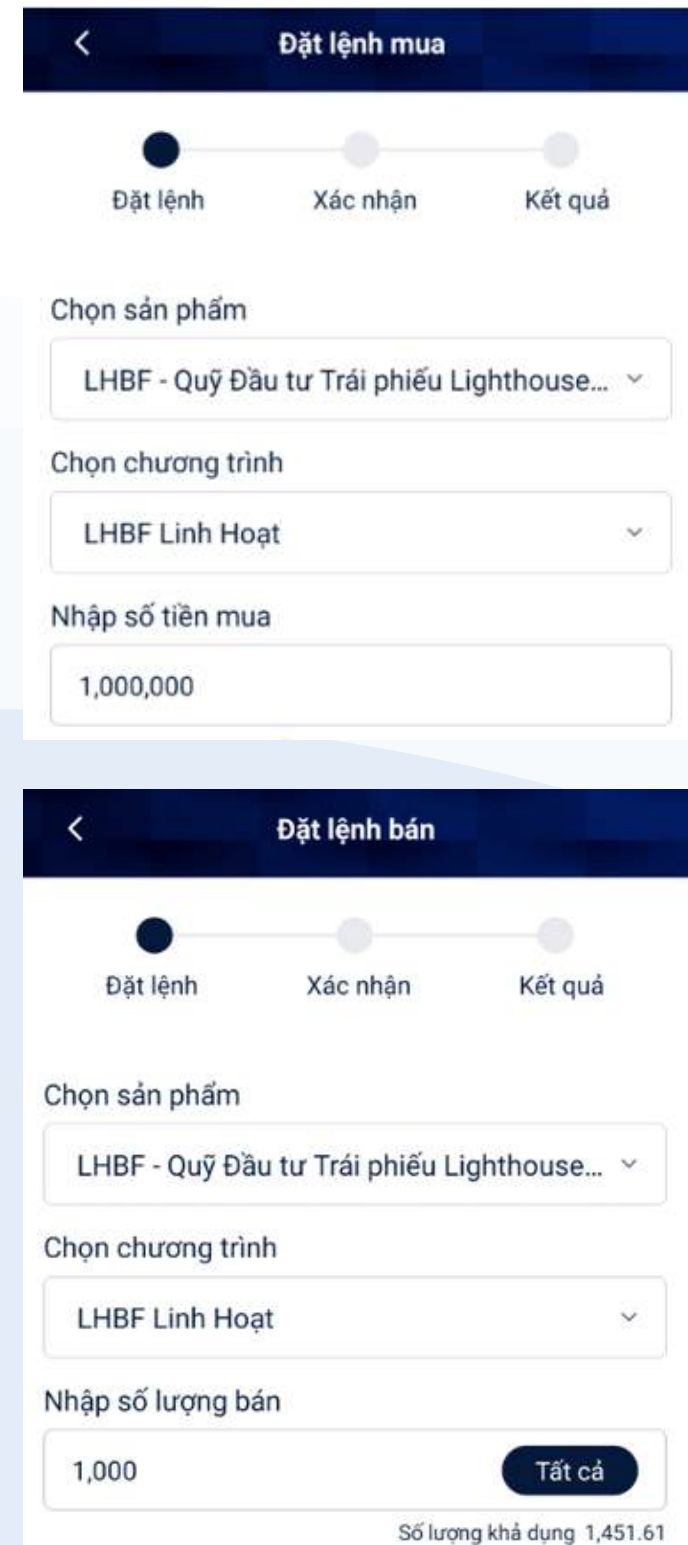 Đặt lệnh mua
Đặt lệnh Xác nhận Kết quả
Chọn sản phẩm
LHBF - Quỹ Đầu tư Trái phiếu Lighthouse...
Chọn chương trình
LHBF Linh Hoạt
Nhập số tiền mua
1,000,000
Đặt lệnh bán
Đặt lệnh Xác nhận Kết quả
Chọn sản phẩm
LHBF - Quỹ Đầu tư Trái phiếu Lighthouse...
Chọn chương trình
LHBF Linh Hoạt
Nhập số lượng bán
1,000 Tất cả
Số lượng khả dụng 1,451.61